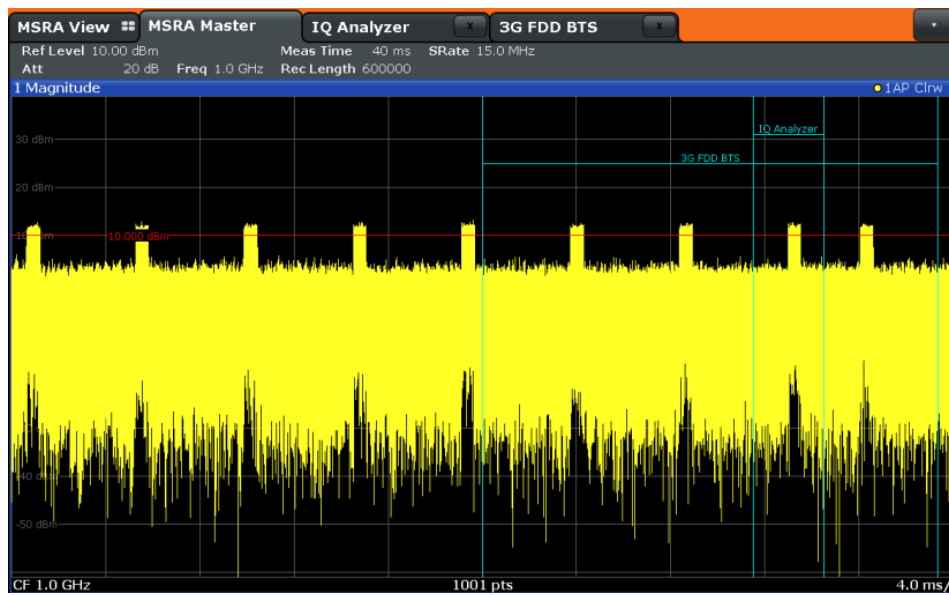 MSRA View MSRA Master IQ Analyzer x 3G FDD BTS x
Ref Level 10.00 dBm Meas Time 40 ms SRate 15.0 MHz
Att 20 dB Freq 1.0 GHz Rec Length 600000
1 Magnitude 1AP Clrw
IQ Analyzer
30 dBm
3G FDD BTS
20 dBm
10.000 dBm
-50 dBm
CF 1.0 GHz 1001 pts 4.0 ms/